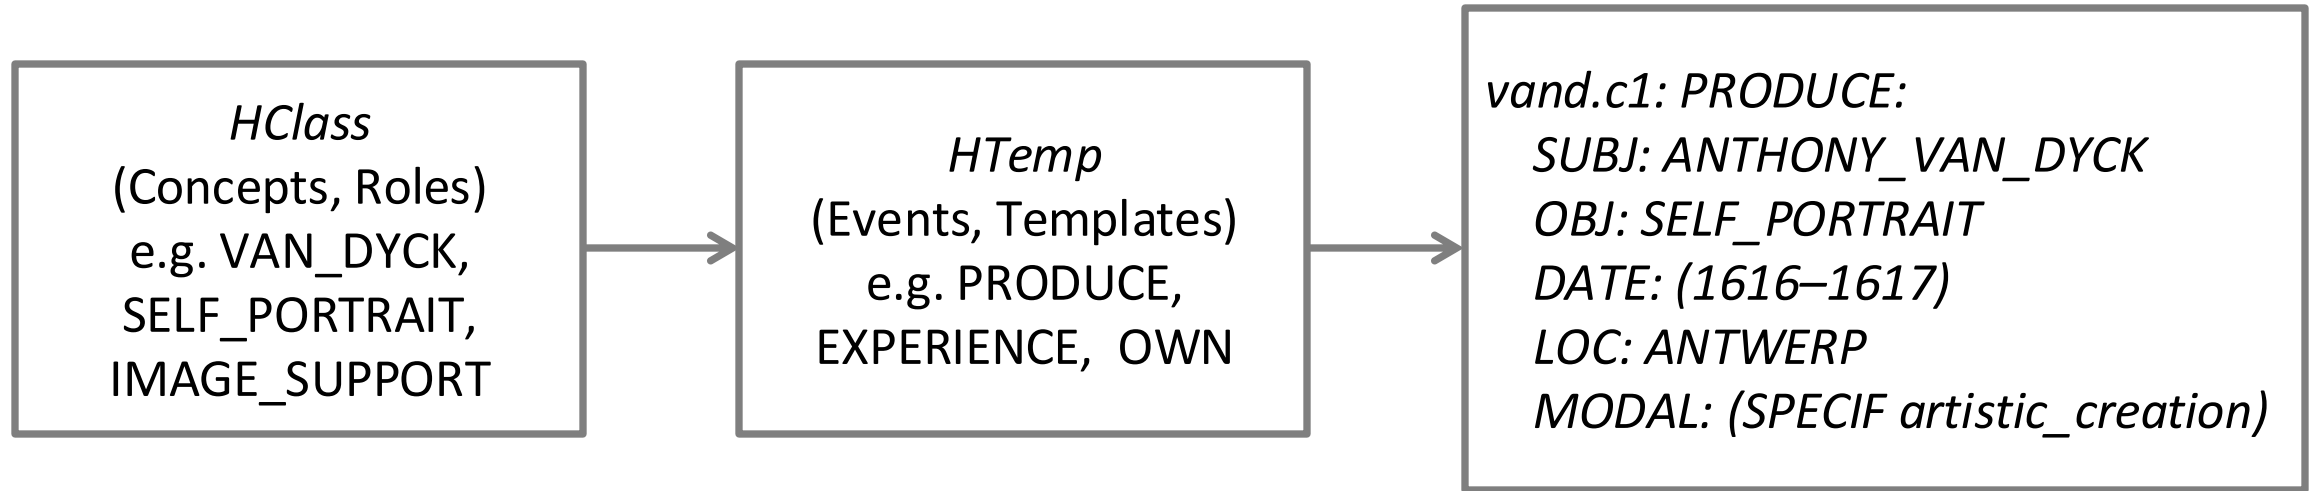 HClass
(Concepts, Roles)
e.g. VAN_DYCK,
SELF_PORTRAIT,
IMAGE_SUPPORT
HTemp
(Events, Templates)
e.g. PRODUCE,
EXPERIENCE, OWN
vand.c1: PRODUCE:
SUBJ: ANTHONY_VAN_DYCK
OBJ: SELF_PORTRAIT
DATE: (1616–1617)
LOC: ANTWERP
MODAL: (SPECIF artistic_creation)